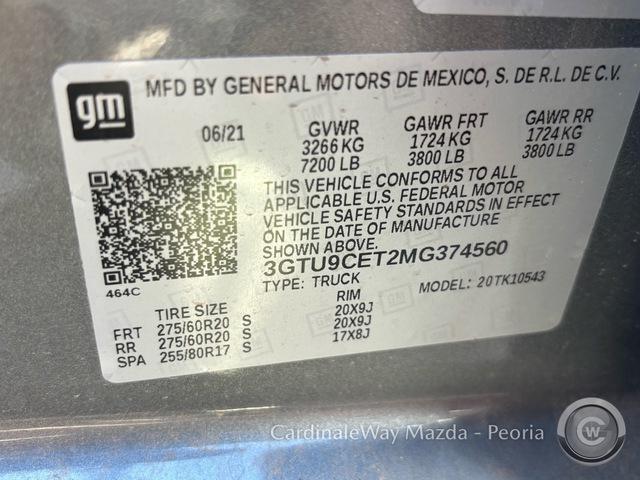 gm
MFD BY GENERAL MOTORS DE MEXICO, S. DE R.L. DE C.V.
06/21 GVWR GAWR FRT GAWR RR
3266 KG 1724 KG 1724 KG
7200 LB 3800 LB 3800 LB
THIS VEHICLE CONFORMS TO ALL
APPLICABLE U.S. FEDERAL MOTOR
VEHICLE SAFETY STANDARDS IN EFFECT
ON THE DATE OF MANUFACTURE
SHOWN ABOVE.
3GTU9CET2MG374560
464C TYPE: TRUCK MODEL: 20TK10543
TIRE SIZE RIM
FRT 275/60R20 S 20X9J
RR 275/60R20 S 20X9J
SPA 255/80R17 S 17X8J
CardinaleWay Mazda - Peoria
CW